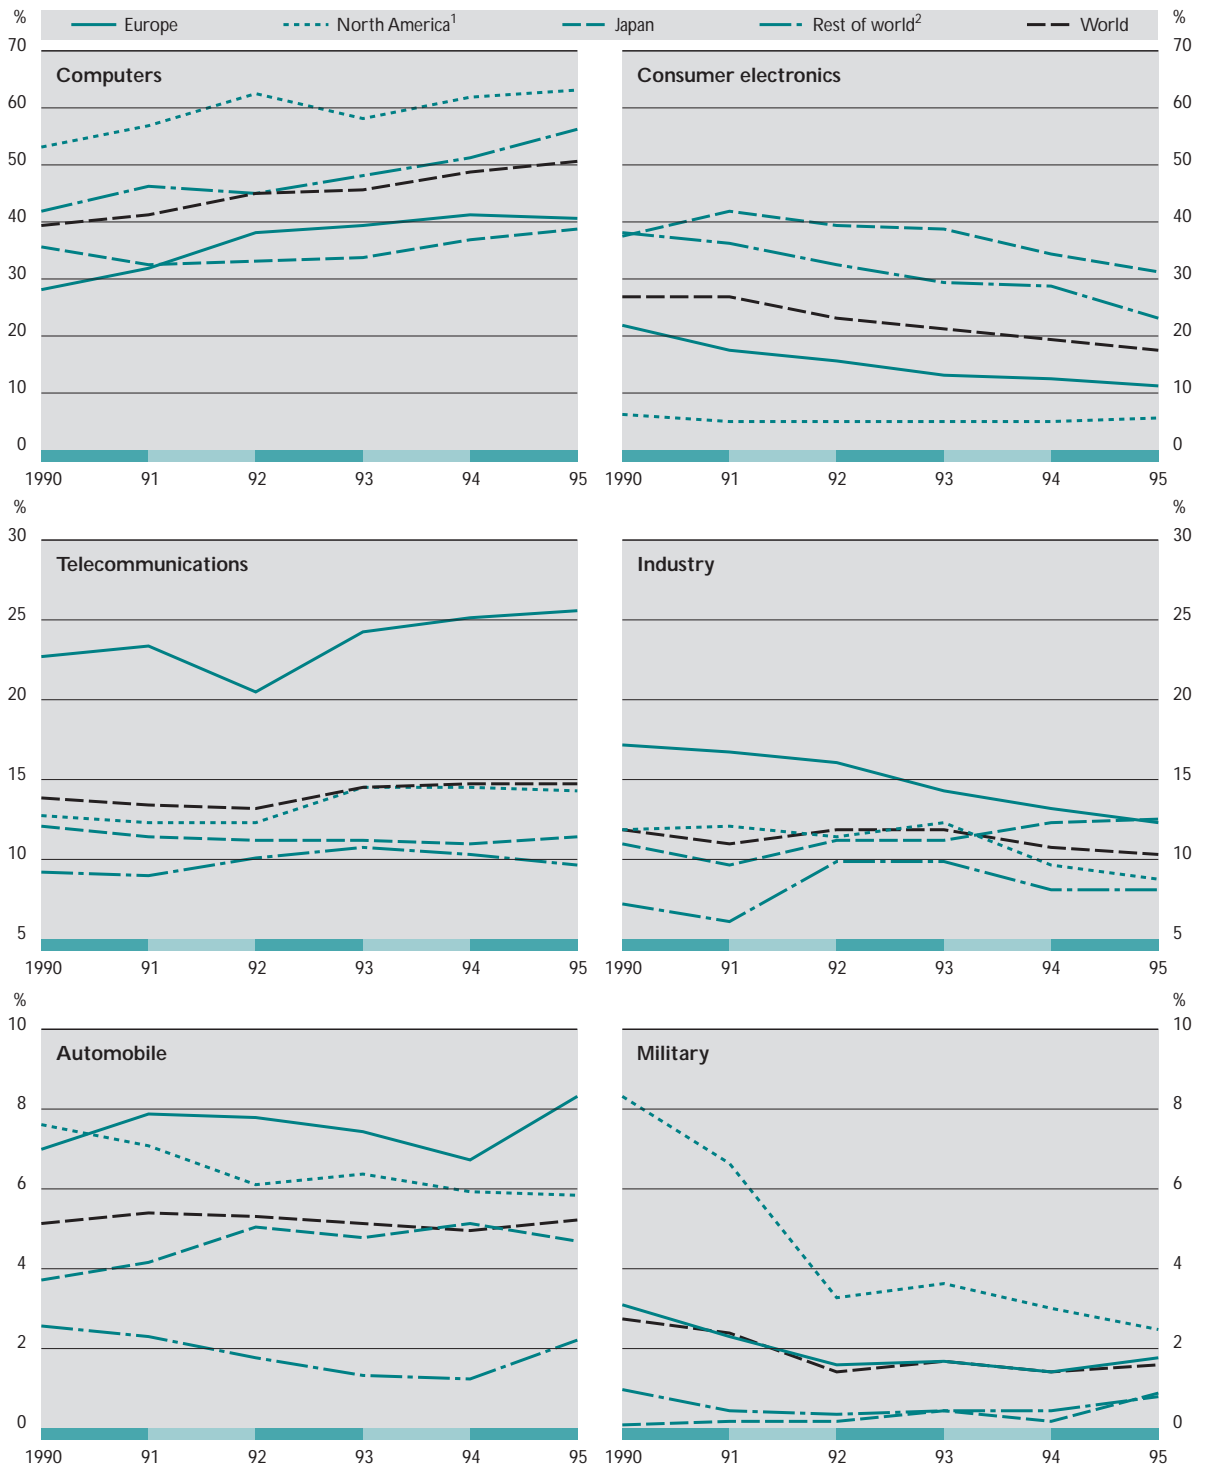 % Europe North America¹ Japan Rest of world² World %
70 Computers Consumer electronics 70
60 60
50 50
40 40
30 30
20 20
10 10
0 0
1990 91 92 93 94 95 1990 91 92 93 94 95
% %
30 Telecommunications Industry 30
25 25
20 20
15 15
10 10
5 5
1990 91 92 93 94 95 1990 91 92 93 94 95
% %
10 Automobile Military 10
8 8
6 6
4 4
2 2
0 0
1990 91 92 93 94 95 1990 91 92 93 94 95